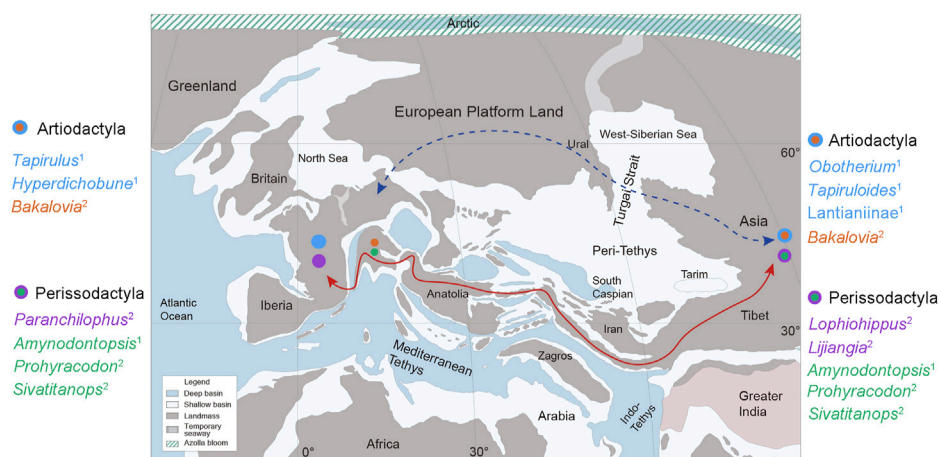 Arctic
Greenland
European Platform Land
Ural
West-Siberian Sea
60°
North Sea
Britain
Turgai Strait
Asia
Peri-Tethys
South
Caspian
Tarim
Atlantic
Ocean
Iberia
Anatolia
Iran
Tibet
30°
Mediterranean
Tethys
Zagros
Indo-
Tethys
Greater
India
Arabia
Africa
0°
30°
60°
Legend
Deep basin
Shallow basin
Landmass
Temporary
seaway
Azolla bloom
Artiodactyla
Tapirulus¹
Hyperdichobune¹
Bakalovia²
Perissodactyla
Paranchilophus²
Amynodontopsis¹
Prohyracodon²
Sivatitanops²
Artiodactyla
Obotherium¹
Tapiruloides¹
Lantianiinae¹
Bakalovia²
Perissodactyla
Lophiohippus²
Lijiangia²
Amynodontopsis¹
Prohyracodon²
Sivatitanops²